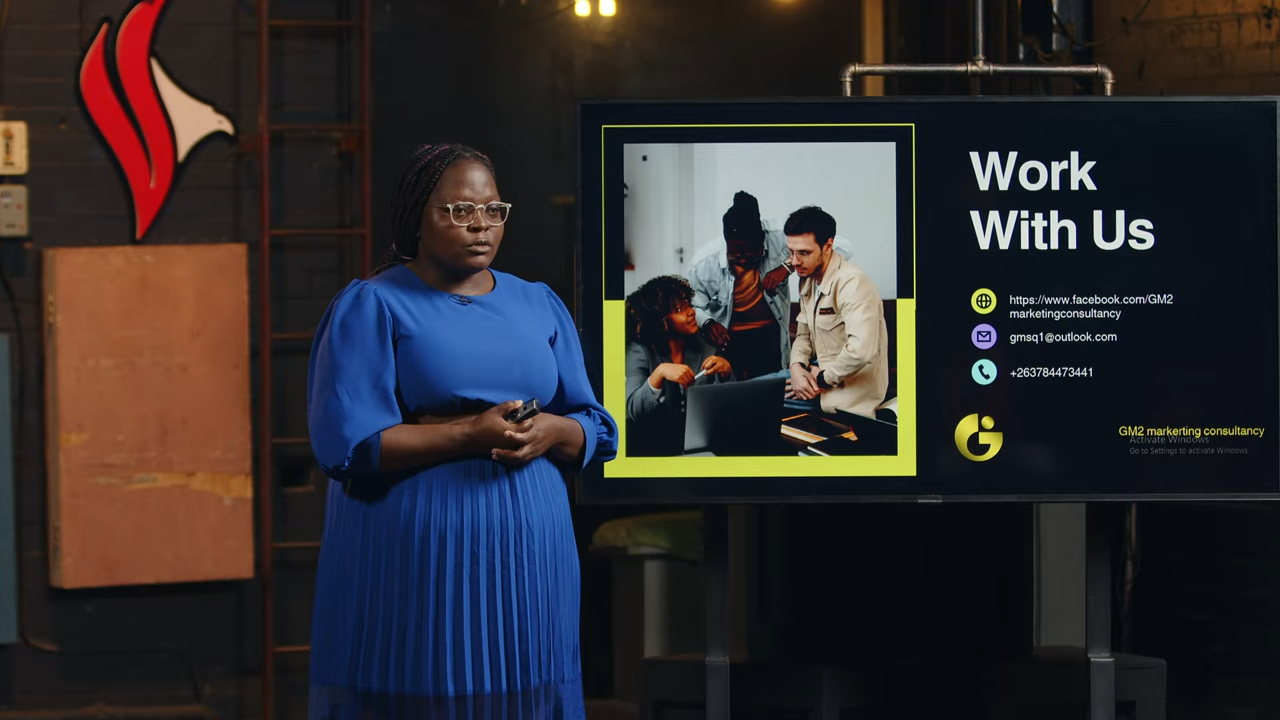 Work
With Us
https://www.facebook.com/GM2
marketingconsultancy
gmsq1@outlook.com
+263784473441
GM2 marketing consultancy
Activate Windows
Go to Settings to activate Windows.